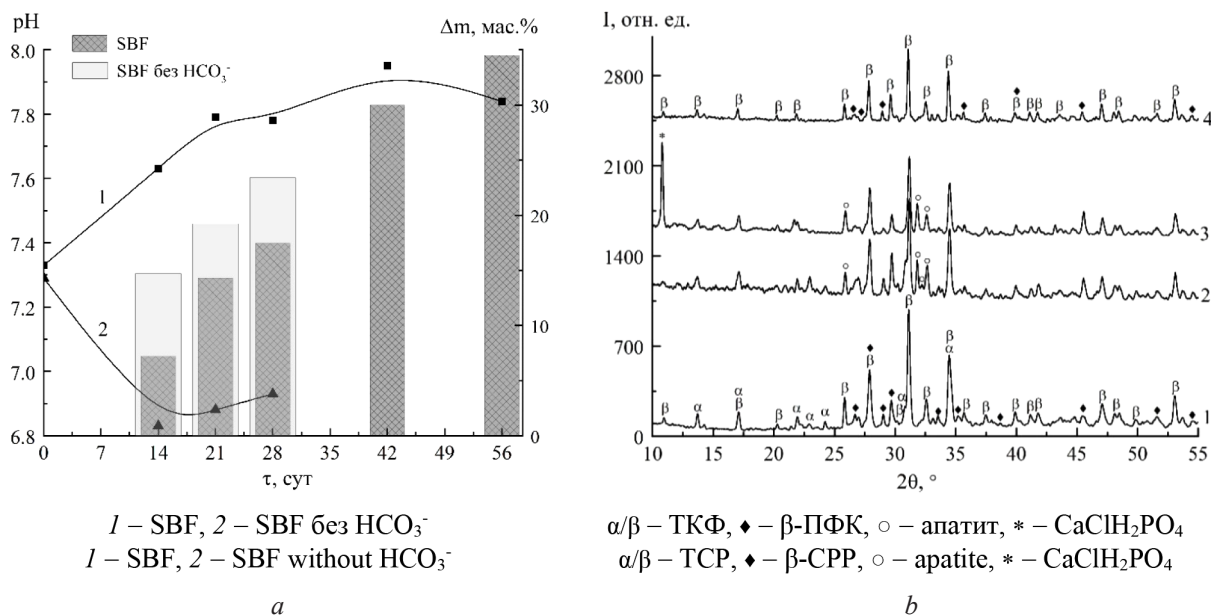 pH
Δm, мас.%
SBF
SBF без HCO₃⁻
8.0
7.8
7.6
7.4
7.2
7.0
6.8
30
20
10
0
1
2
0 7 14 21 28 35 42 49 56
τ, сут
1 – SBF, 2 – SBF без HCO₃⁻
1 – SBF, 2 – SBF without HCO₃⁻
a
I, отн. ед.
2800
2100
1400
700
0
β β β β β β β β β β ♦ ♦ ♦ β ♦ β ♦ β β β β ♦ β β β β ♦
4
*
○ ○ ○
3
○ ○ ○
2
β α α β β α α α β ♦ ♦ β ♦ ♦ β α β β ♦ β α ♦ β β ♦ β β β ♦ β β β ♦ β ♦
1
10 15 20 25 30 35 40 45 50 55
2θ, °
α/β – ТКФ, ♦ – β-ПФК, ○ – апатит, * – CaClH₂PO₄
α/β – TCP, ♦ – β-CPP, ○ – apatite, * – CaClH₂PO₄
b